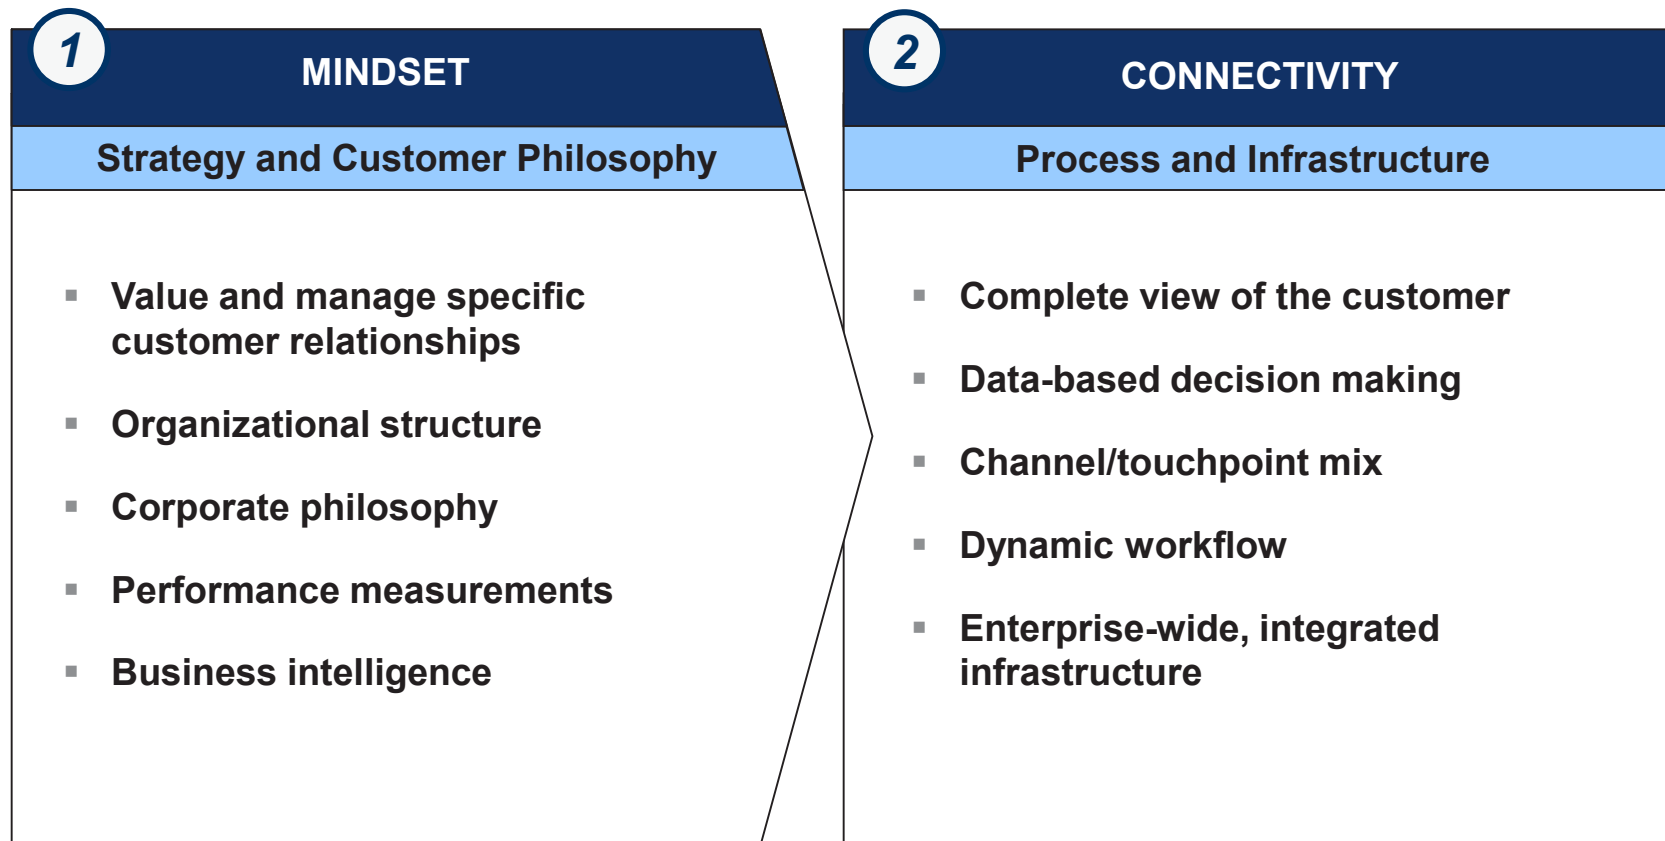 1
MINDSET
Strategy and Customer Philosophy
Value and manage specific
customer relationships
Organizational structure
Corporate philosophy
Performance measurements
Business intelligence
2
CONNECTIVITY
Process and Infrastructure
Complete view of the customer
Data-based decision making
Channel/touchpoint mix
Dynamic workflow
Enterprise-wide, integrated
infrastructure